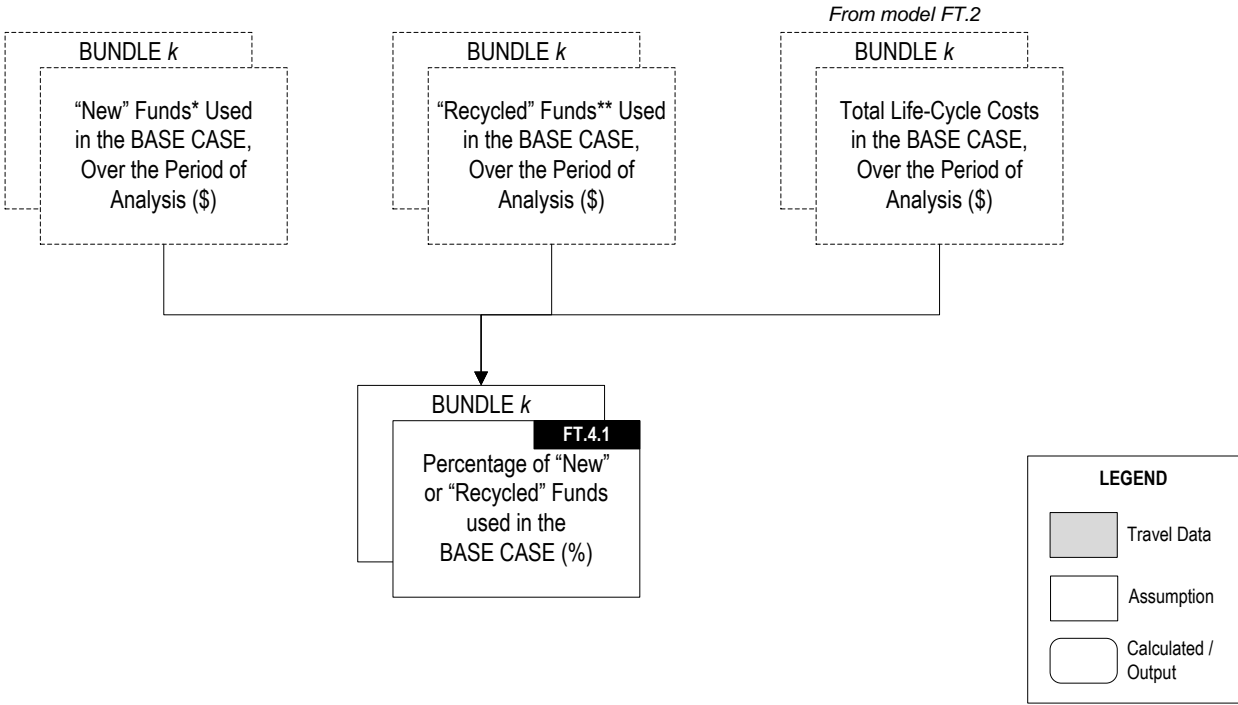 From model FT.2
BUNDLE k
“New” Funds* Used
in the BASE CASE,
Over the Period of
Analysis ($)
BUNDLE k
“Recycled” Funds** Used
in the BASE CASE,
Over the Period of
Analysis ($)
BUNDLE k
Total Life-Cycle Costs
in the BASE CASE,
Over the Period of
Analysis ($)
BUNDLE k
FT.4.1
Percentage of “New”
or “Recycled” Funds
used in the
BASE CASE (%)
LEGEND
Travel Data
Assumption
Calculated /
Output